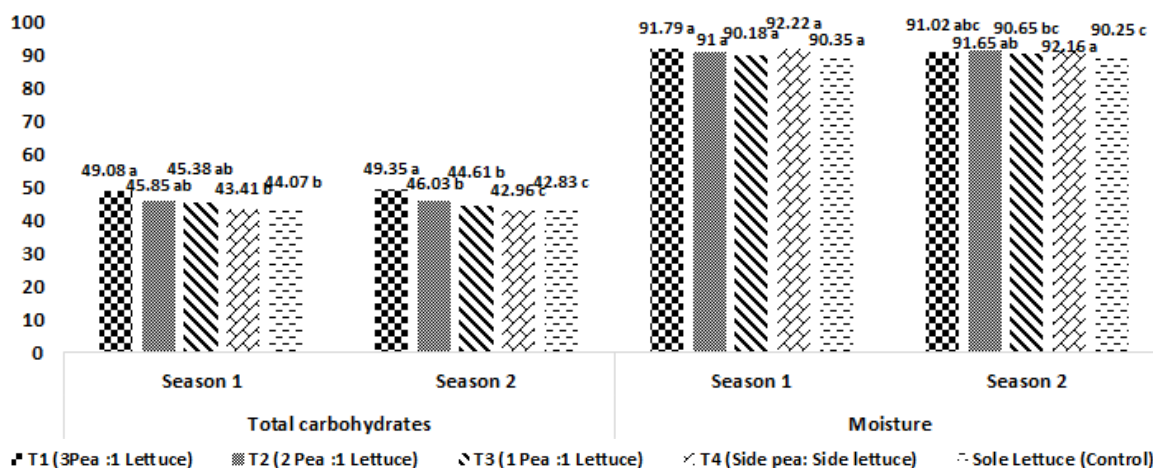 100
90
80
70
60
50
40
30
20
10
0
49.08 a
45.85 ab
45.38 ab
43.41 b
44.07 b
49.35 a
46.03 b
44.61 b
42.96 c
42.83 c
91.79 a
91 a
90.18 a
92.22 a
90.35 a
91.02 abc
91.65 ab
90.65 bc
92.16 a
90.25 c
Season 1 Season 2 Season 1 Season 2
Total carbohydrates Moisture
T1 (3Pea :1 Lettuce) T2 (2 Pea :1 Lettuce) T3 (1 Pea :1 Lettuce) T4 (Side pea: Side lettuce) Sole Lettuce (Control)